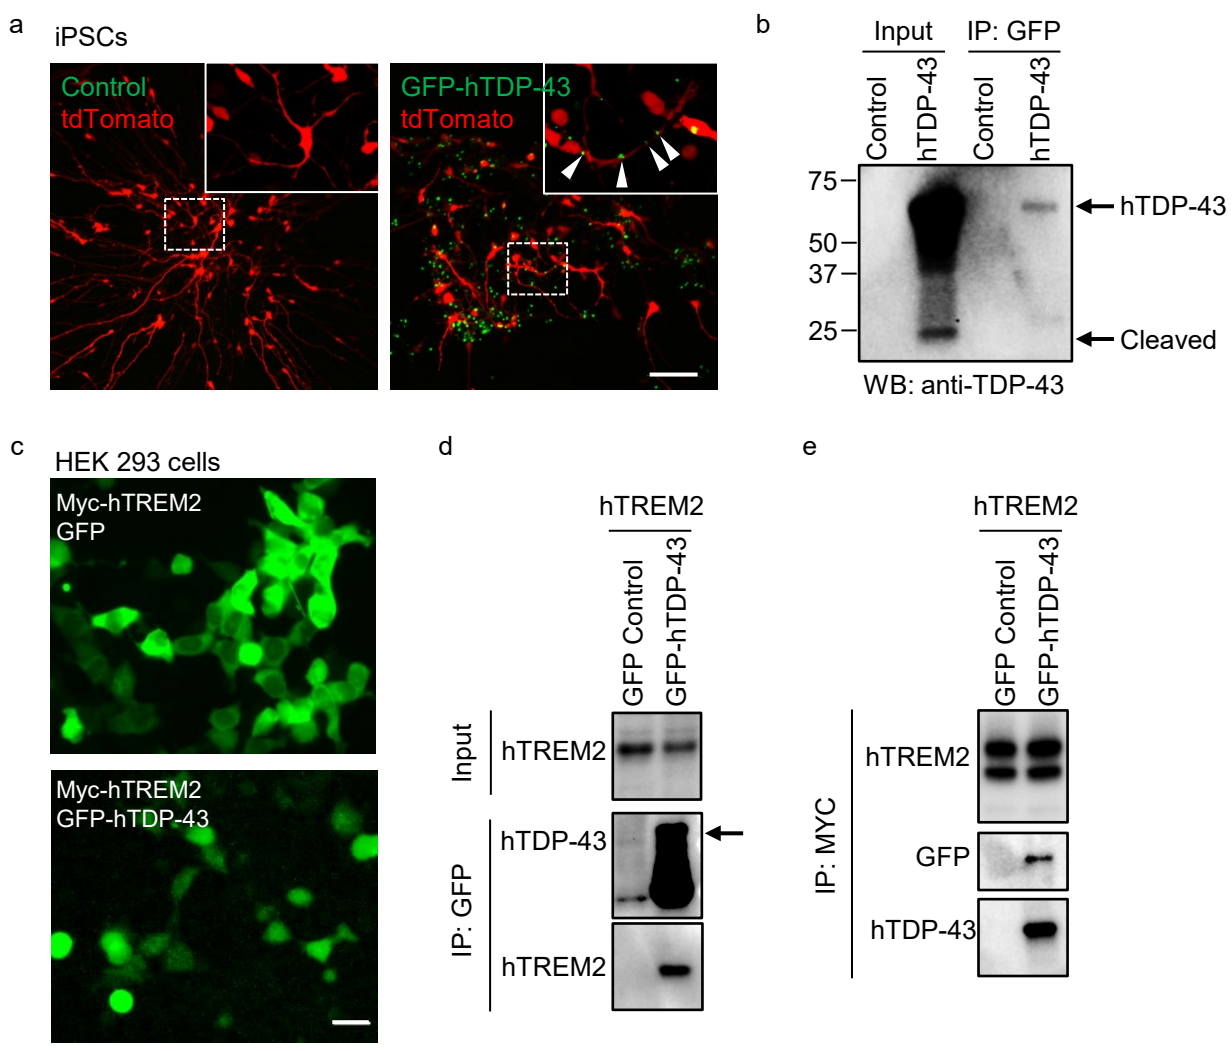 a
iPSCs
Control
tdTomato
GFP-hTDP-43
tdTomato
b
Input
IP: GFP
Control
hTDP-43
Control
hTDP-43
75
50
37
25
hTDP-43
Cleaved
WB: anti-TDP-43
c
HEK 293 cells
Myc-hTREM2
GFP
Myc-hTREM2
GFP-hTDP-43
d
hTREM2
GFP Control
GFP-hTDP-43
Input
hTREM2
IP: GFP
hTDP-43
hTREM2
e
hTREM2
GFP Control
GFP-hTDP-43
IP: MYC
hTREM2
GFP
hTDP-43